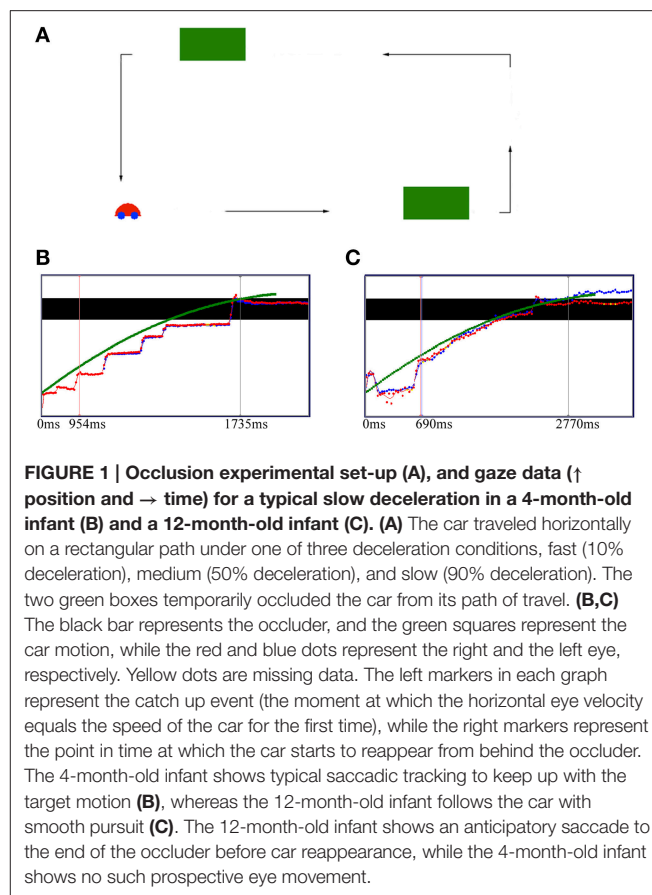 A
B
C
0ms 954ms 1735ms
0ms 690ms 2770ms
FIGURE 1 | Occlusion experimental set-up (A), and gaze data (↑
position and → time) for a typical slow deceleration in a 4-month-old
infant (B) and a 12-month-old infant (C). (A) The car traveled horizontally
on a rectangular path under one of three deceleration conditions, fast (10%
deceleration), medium (50% deceleration), and slow (90% deceleration). The
two green boxes temporarily occluded the car from its path of travel. (B,C)
The black bar represents the occluder, and the green squares represent the
car motion, while the red and blue dots represent the right and the left eye,
respectively. Yellow dots are missing data. The left markers in each graph
represent the catch up event (the moment at which the horizontal eye velocity
equals the speed of the car for the first time), while the right markers represent
the point in time at which the car starts to reappear from behind the occluder.
The 4-month-old infant shows typical saccadic tracking to keep up with the
target motion (B), whereas the 12-month-old infant follows the car with
smooth pursuit (C). The 12-month-old infant shows an anticipatory saccade to
the end of the occluder before car reappearance, while the 4-month-old infant
shows no such prospective eye movement.